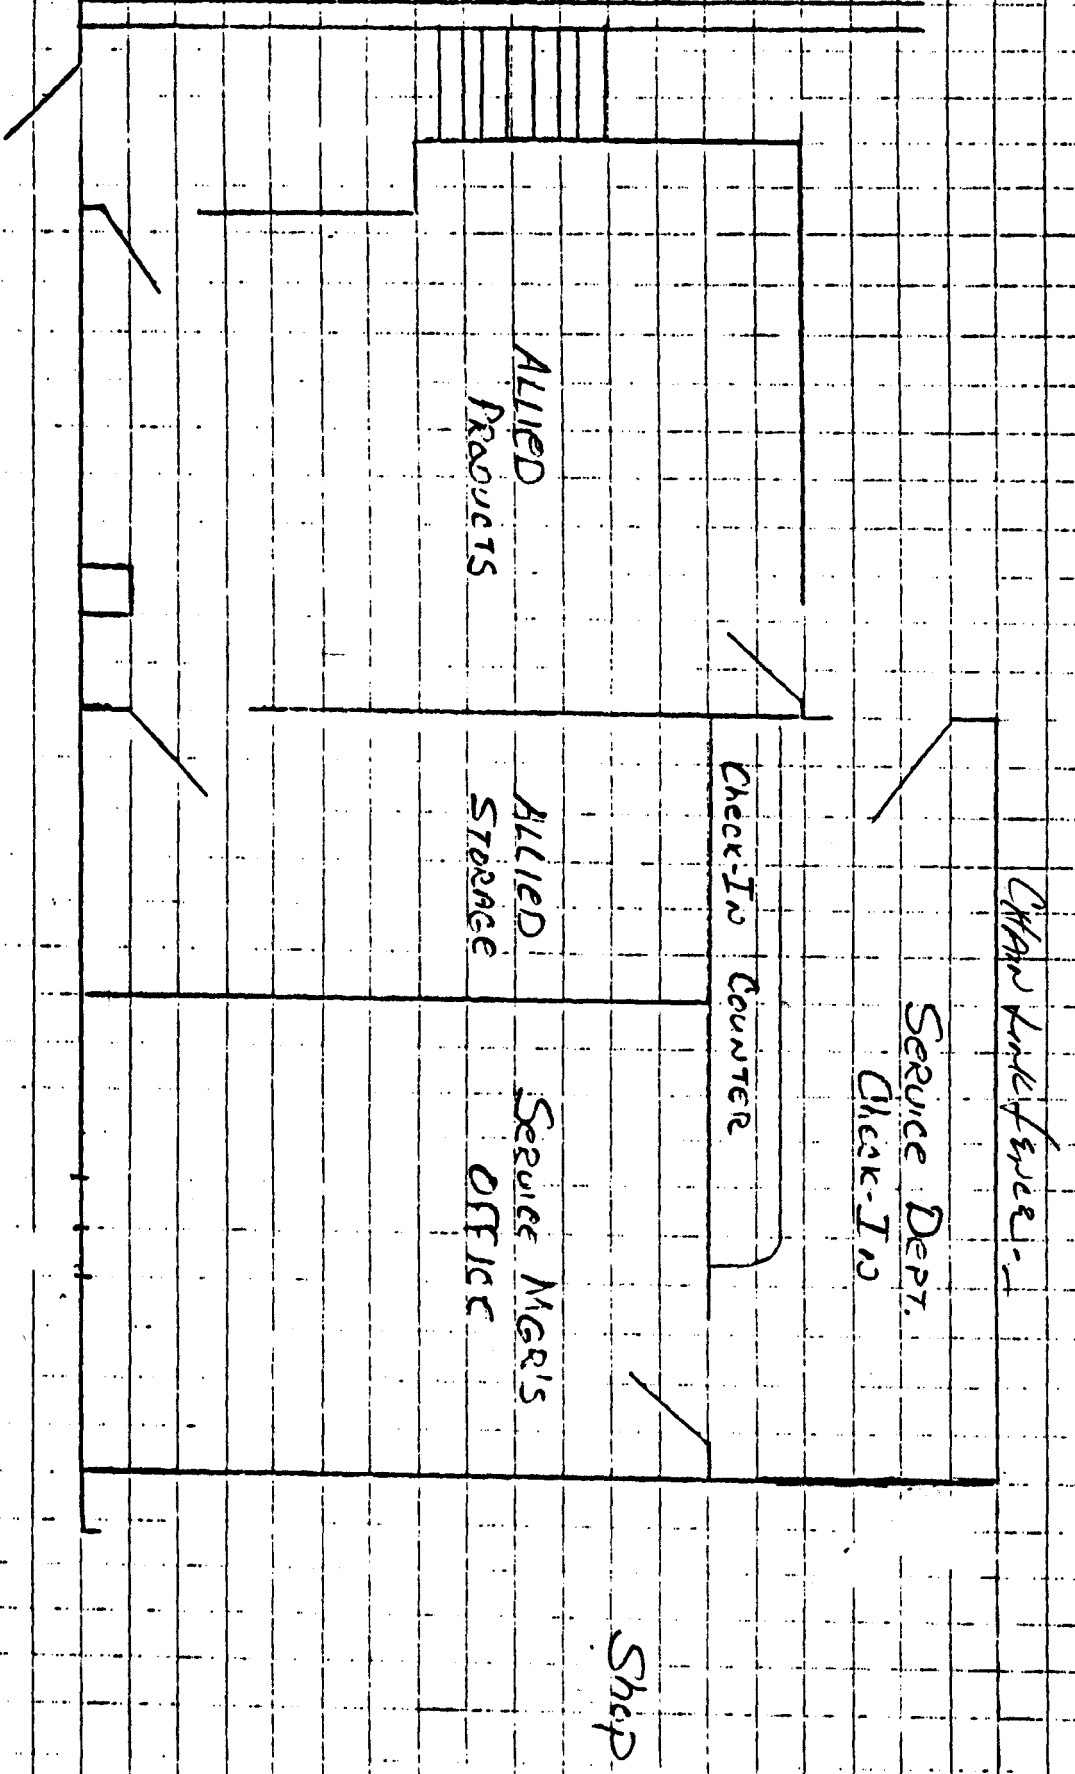 CHAIN LINK FENCE
SERVICE DEPT.
Check-IN
Check-IN COUNTER
ALLIED
PRODUCTS
ALLIED
STORAGE
SERVICE MGR'S
OFFICE
Shop